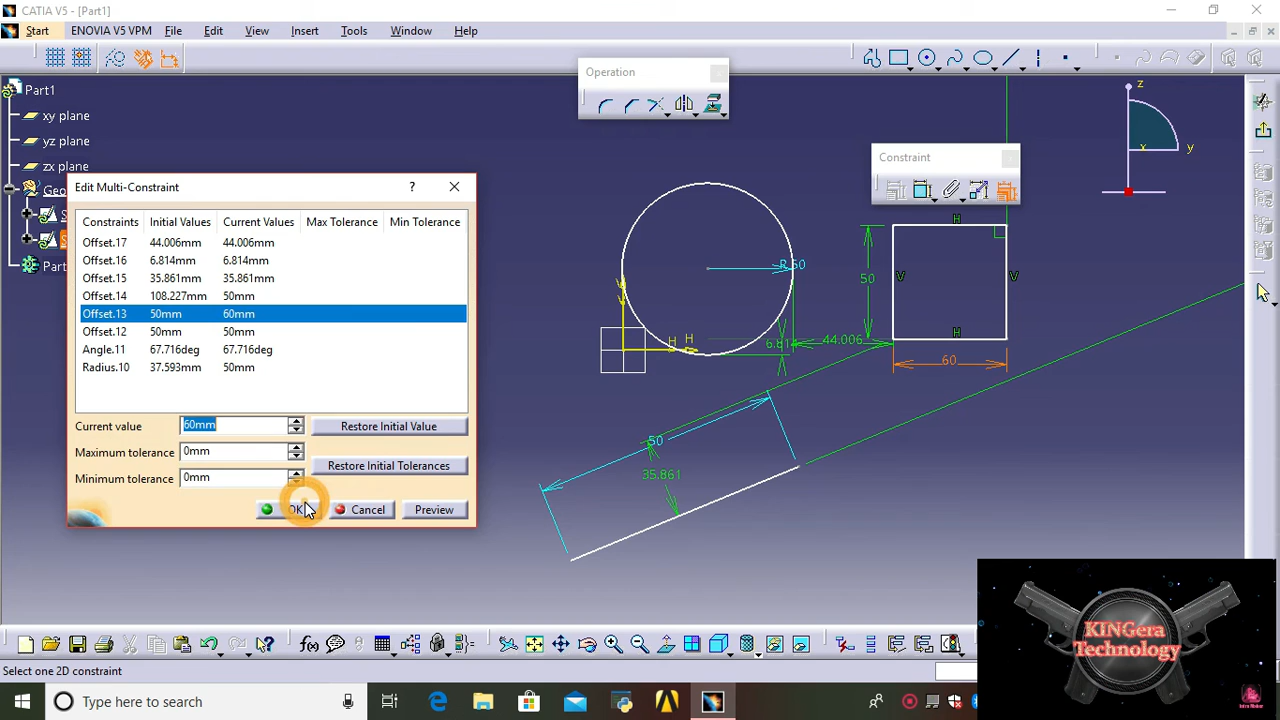 CATIA V5 - [Part1]
Start ENOVIA V5 VPM File Edit View Insert Tools Window Help
Operation
Part1
xy plane
yz plane
zx plane
Geo
S
S
Part
z
x
y
Constraint
Edit Multi-Constraint ?
Constraints Initial Values Current Values Max Tolerance Min Tolerance
Offset.17 44.006mm 44.006mm
Offset.16 6.814mm 6.814mm
Offset.15 35.861mm 35.861mm
Offset.14 108.227mm 50mm
Offset.13 50mm 60mm
Offset.12 50mm 50mm
Angle.11 67.716deg 67.716deg
Radius.10 37.593mm 50mm
Current value 60mm Restore Initial Value
Maximum tolerance 0mm Restore Initial Tolerances
Minimum tolerance 0mm
OK Cancel Preview
H
R 50
50
V V
H H
6.81
44.006
H
60
50
35.861
f(x)
KINGera
Technology
Select one 2D constraint
Type here to search